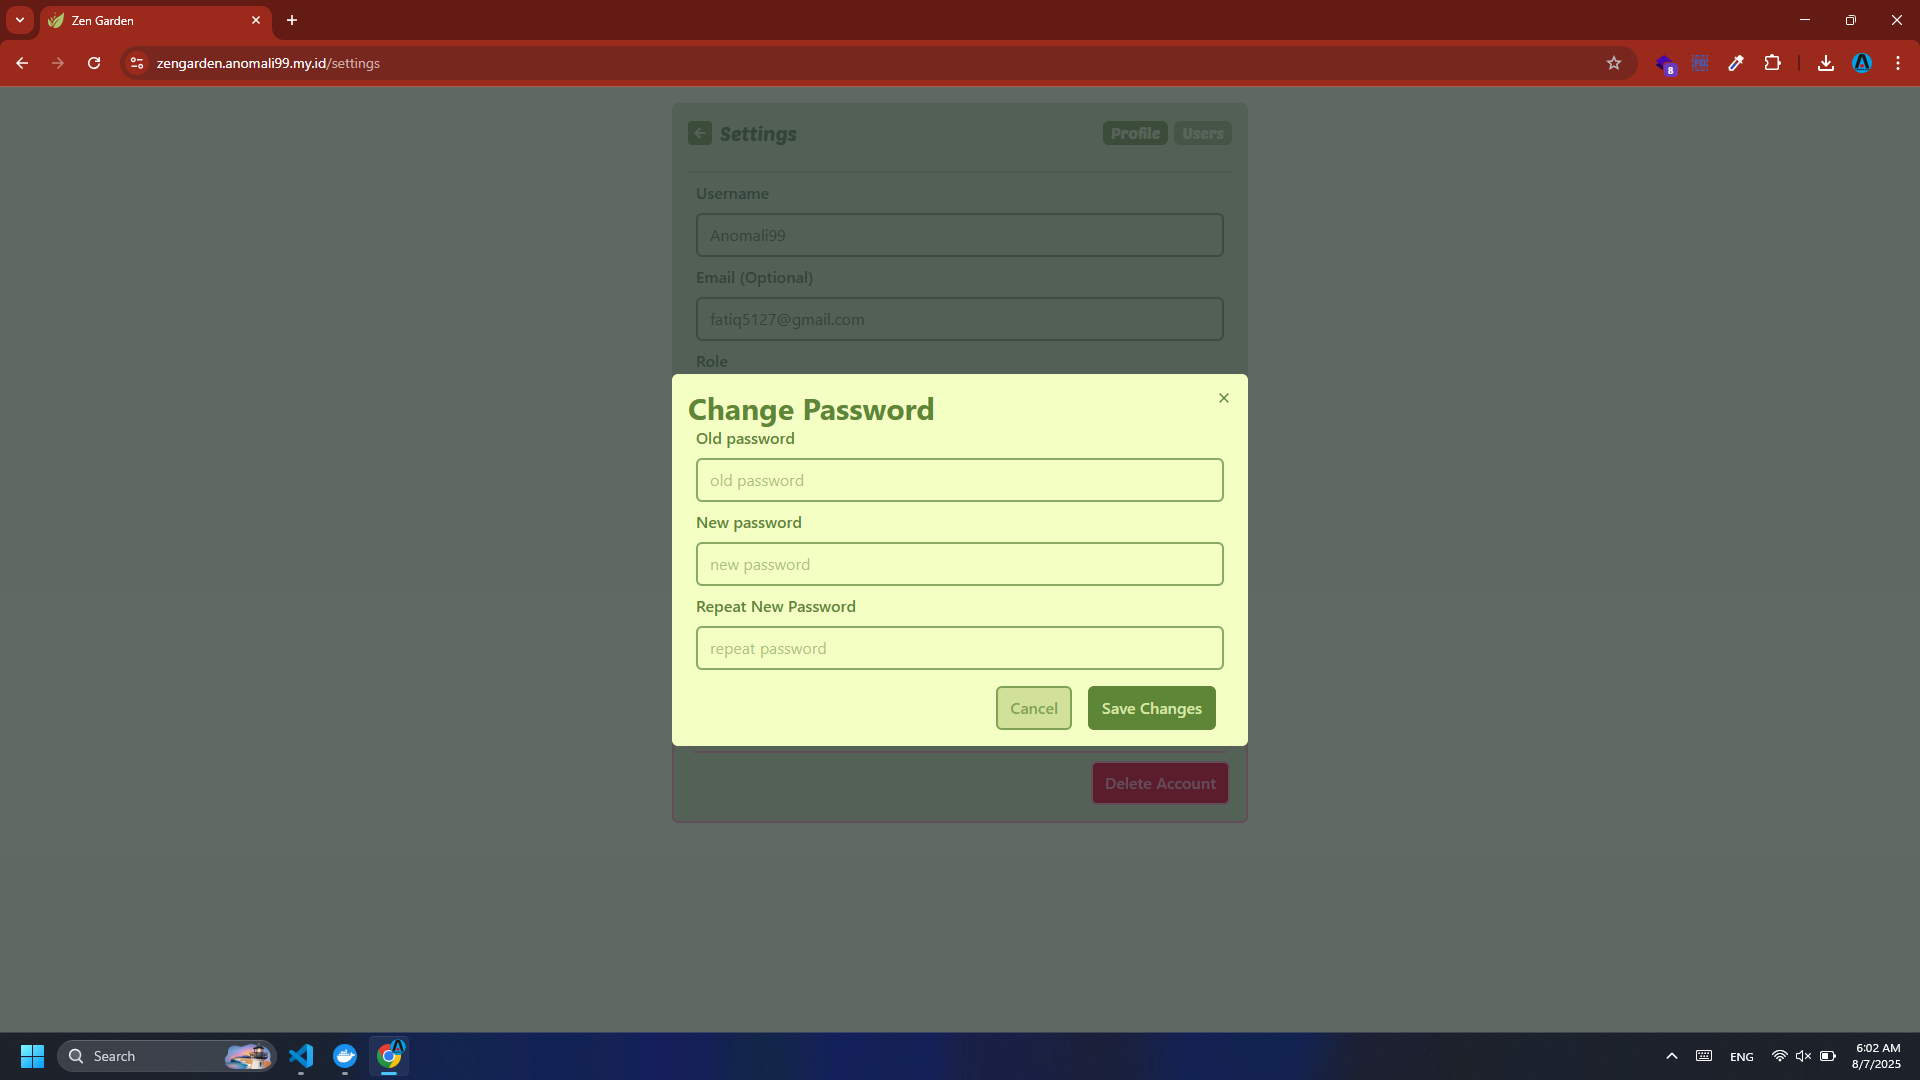 Zen Garden
zengarden.anomali99.my.id/settings
8
Settings
Profile
Users
Username
Anomali99
Email (Optional)
fatiq5127@gmail.com
Role
Change Password
Old password
old password
New password
new password
Repeat New Password
repeat password
Cancel
Save Changes
Delete Account
Search
ENG
6:02 AM
8/7/2025